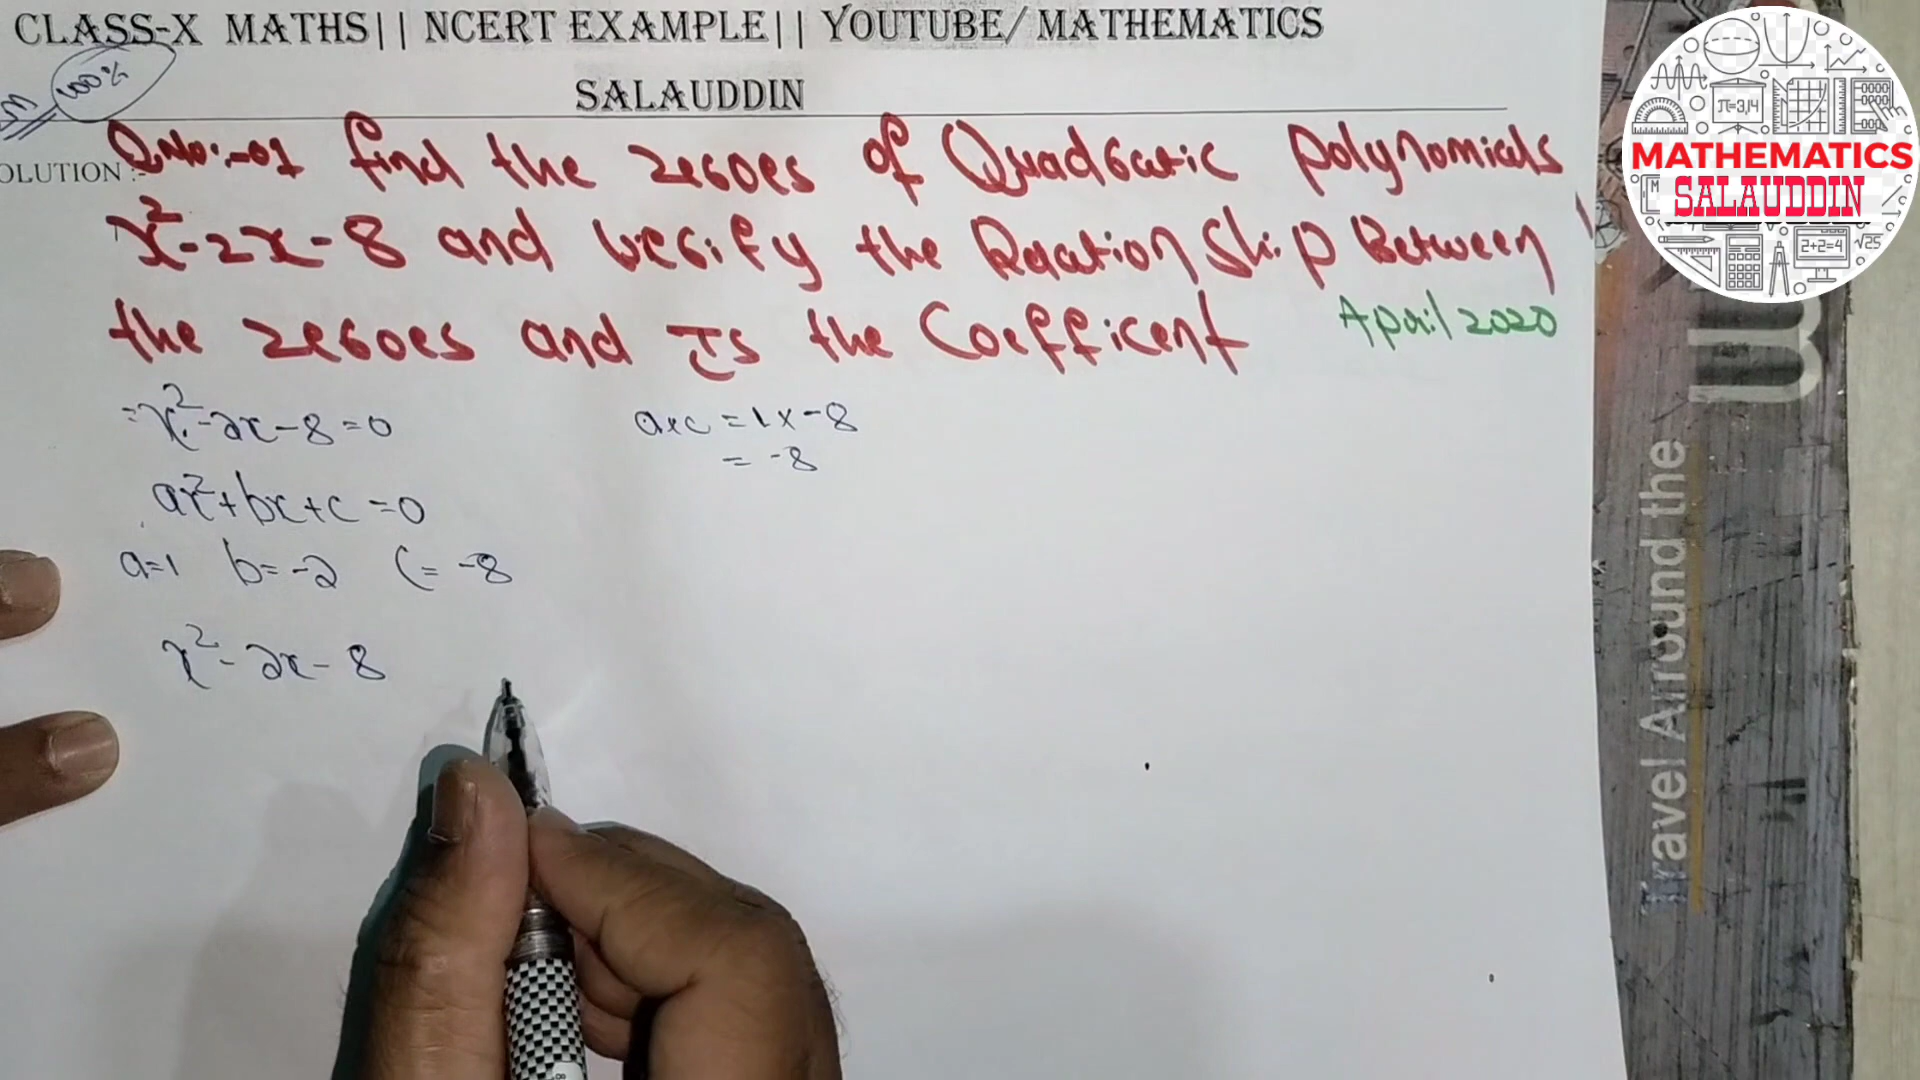 CLASS-X MATHS|| NCERT EXAMPLE|| YOUTUBE/ MATHEMATICS
SALAUDDIN
100%
OLUTION :-
Q.No:-01 find the zeroes of Quadratic Polynomials
x²-2x-8 and verify the Raation Ship Between
the zeroes and Its the Coefficent
April 2020
= x²-2x-8=0
a×c = 1×-8
= -8
ax²+bx+c=0
a=1 b=-2 c=-8
x²-2x-8
MATHEMATICS
SALAUDDIN
π=3,14
2+2=4
√25
Travel Arround the